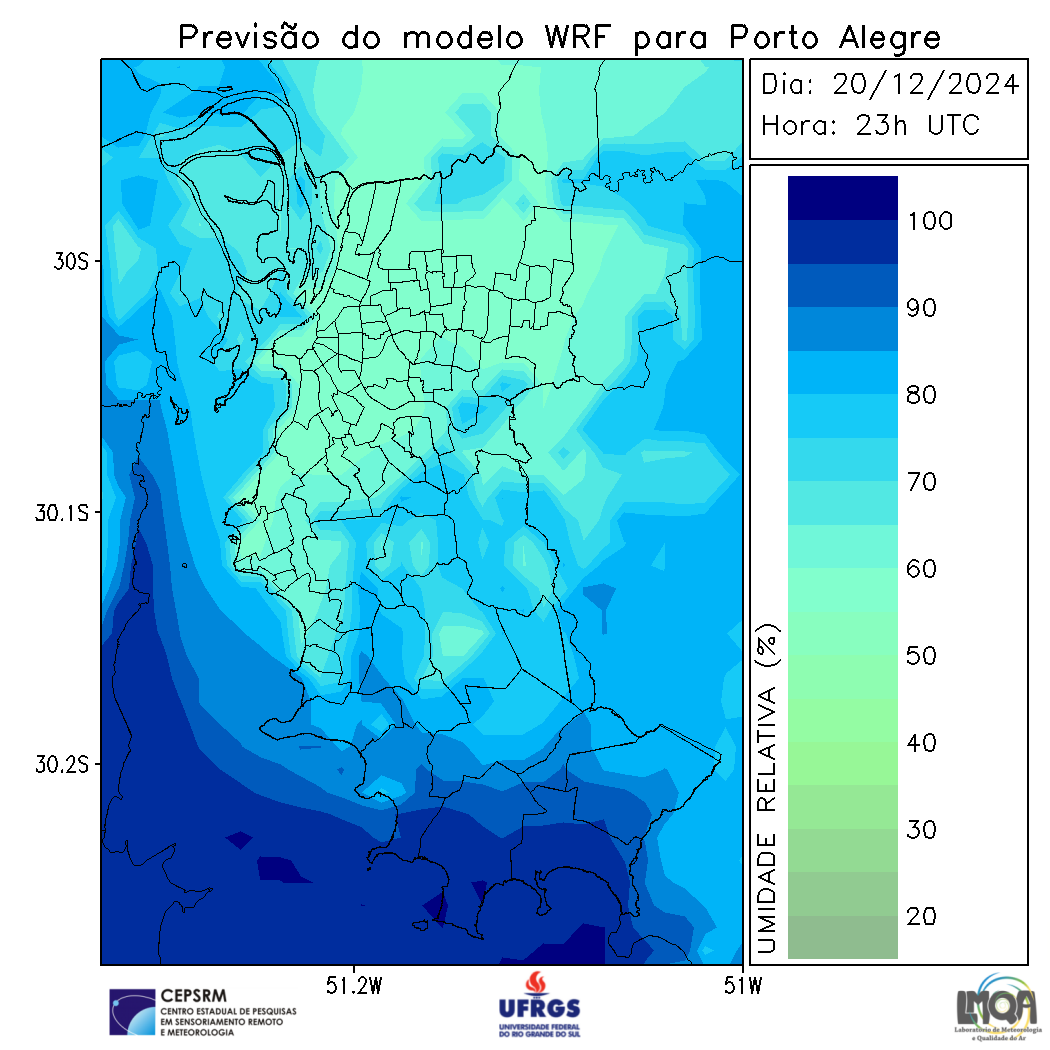 Previsão do modelo WRF para Porto Alegre
Dia: 20/12/2024
Hora: 23h UTC
30S
30.1S
30.2S
51.2W
51W
100
90
80
70
60
50
40
30
20
UMIDADE RELATIVA (%)
CEPSRM
CENTRO ESTADUAL DE PESQUISAS
EM SENSORIAMENTO REMOTO
E METEOROLOGIA
UFRGS
UNIVERSIDADE FEDERAL
DO RIO GRANDE DO SUL
LMQA
Laboratório de Meteorologia
e Qualidade do Ar